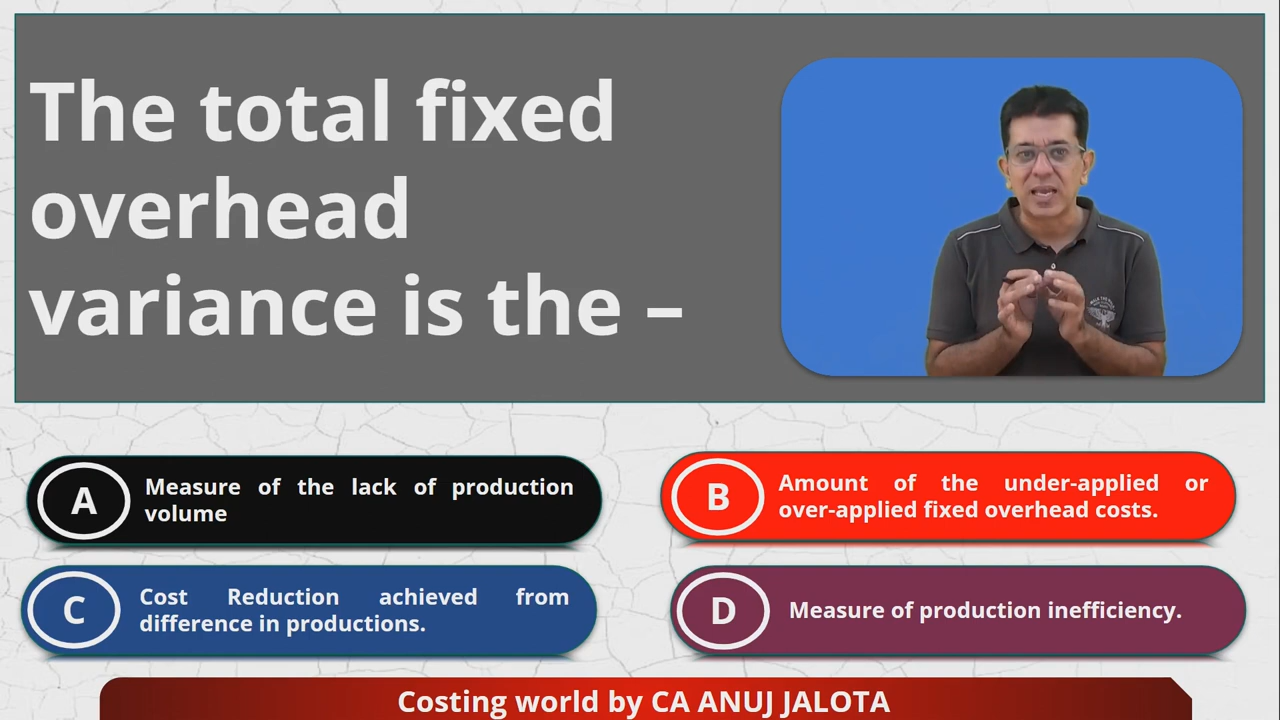 The total fixed
overhead
variance is the –
A
Measure of the lack of production
volume
B
Amount of the under-applied or
over-applied fixed overhead costs.
C
Cost Reduction achieved from
difference in productions.
D
Measure of production inefficiency.
Costing world by CA ANUJ JALOTA